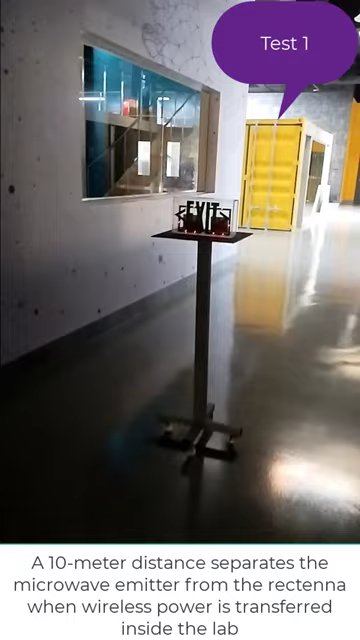 Test 1
EXIT
A 10-meter distance separates the
microwave emitter from the rectenna
when wireless power is transferred
inside the lab